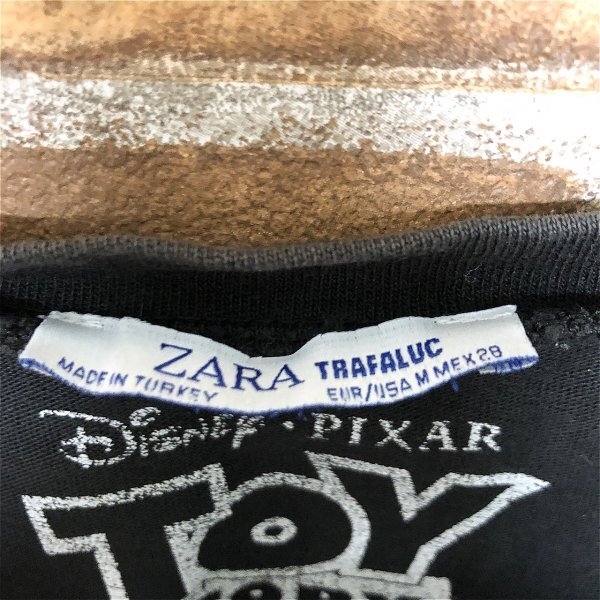 ZARA TRAFALUC
MADE IN TURKEY EUR/USA M MEX 28
Disney · PIXAR
TOY